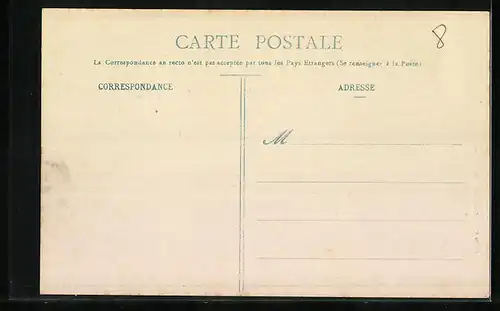 8
CARTE POSTALE
La Correspondance au recto n'est pas acceptée par tous les Pays Etrangers (Se renseigner à la Poste)
CORRESPONDANCE
ADRESSE
M